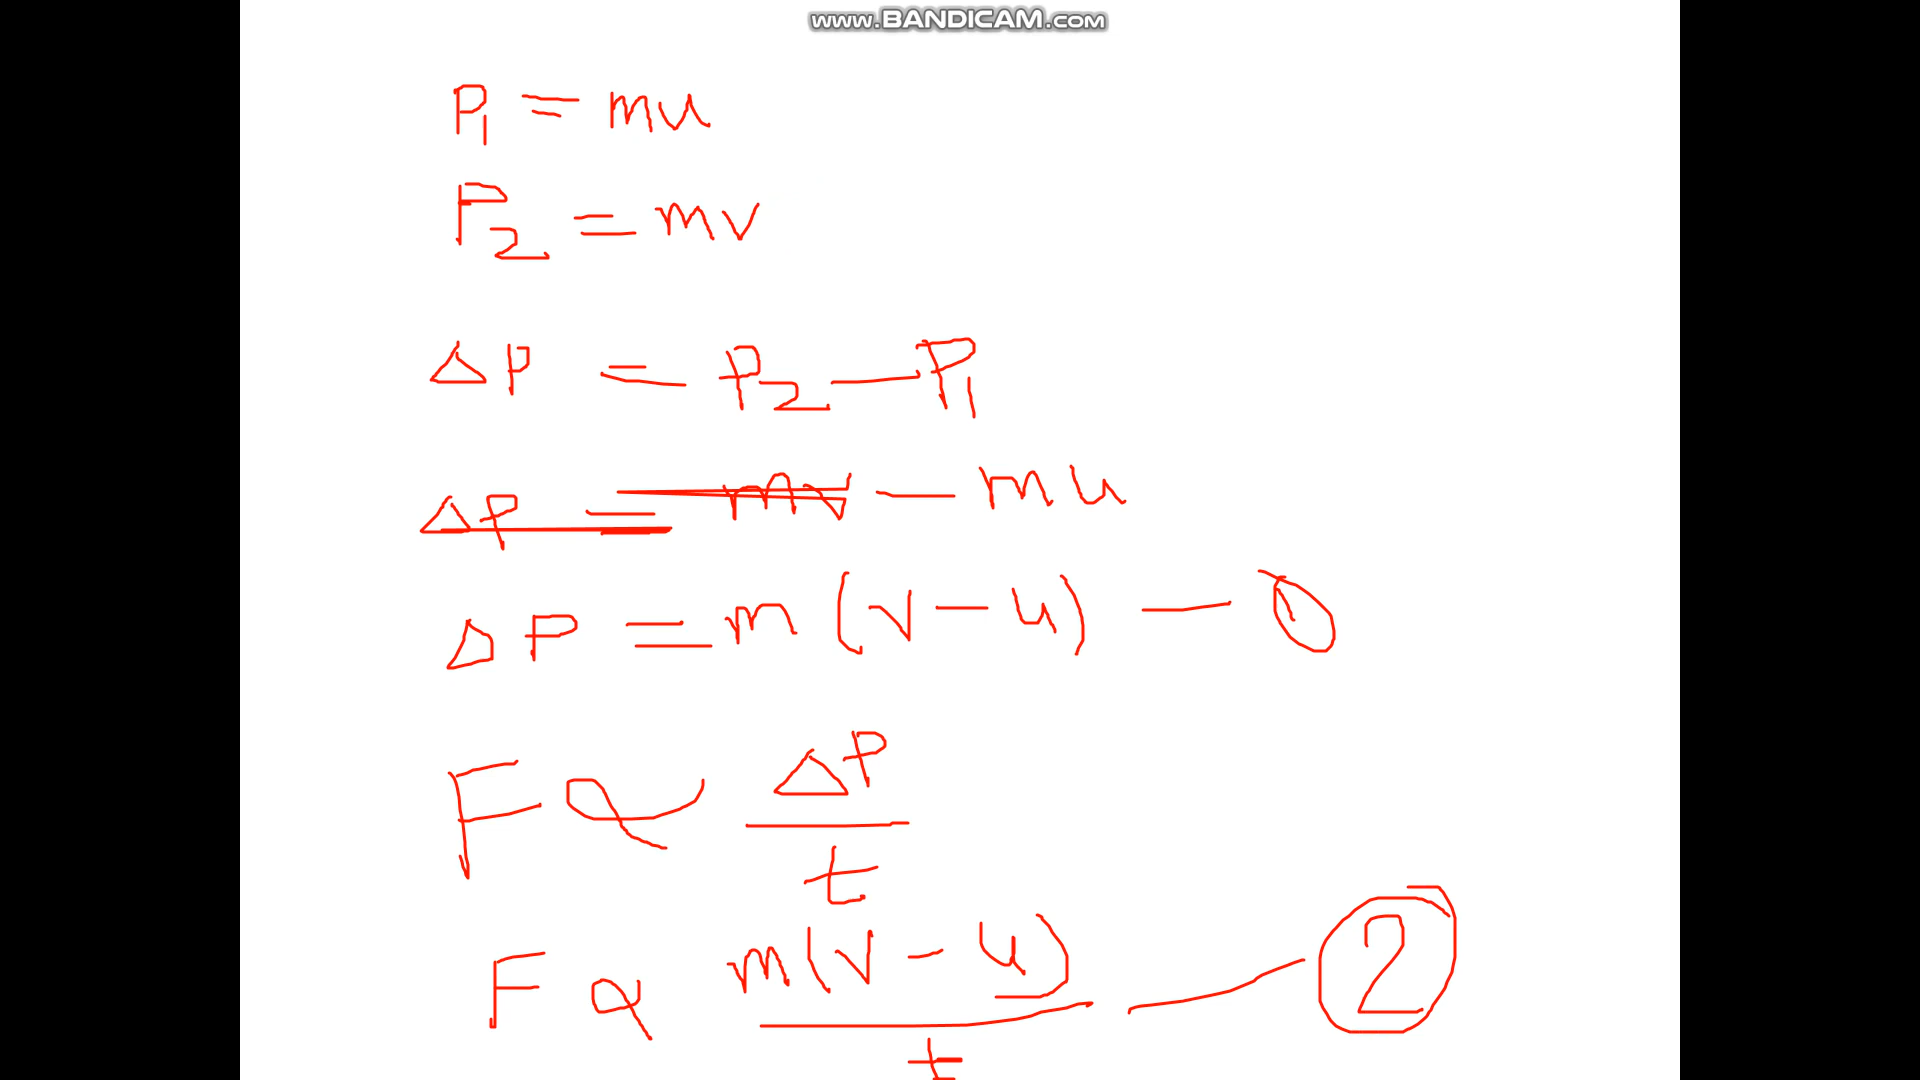 www.BANDICAM.com
P₁ = mu
P₂ = mv
ΔP = P₂ — P₁
ΔP = mv — mu
ΔP = m(v – u) — ①
F ∝ ΔP / t
F ∝ m(v – u) / t — ②